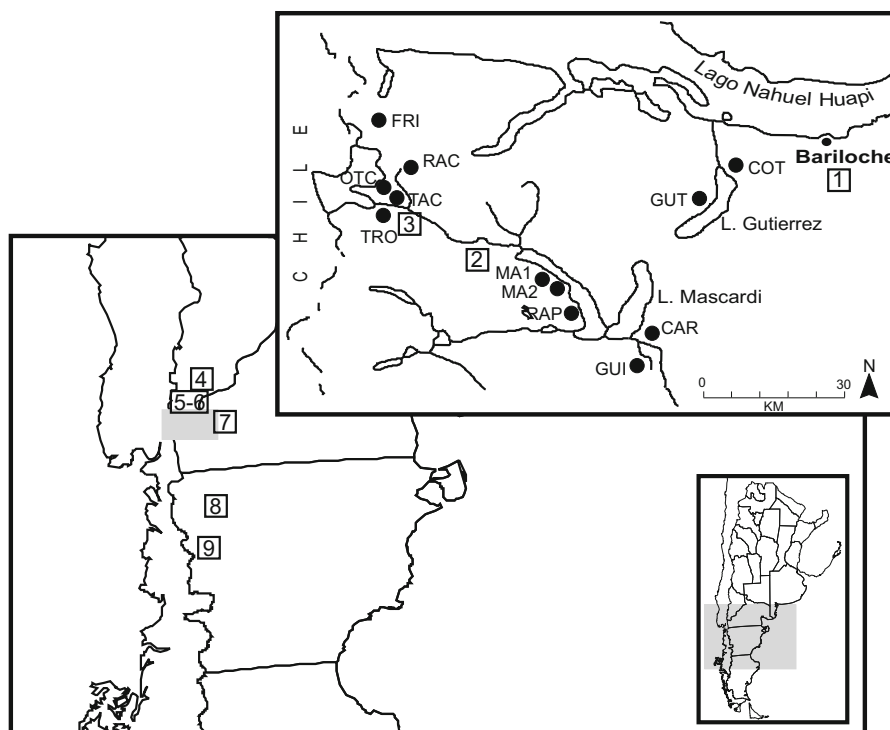 Lago Nahuel Huapi
FRI
Bariloche
1
RAC
COT
OTC
TAC
GUT
CHILE
TRO
3
L. Gutierrez
2
MA1
MA2
L. Mascardi
RAP
CAR
GUI
N
0
30
KM
4
5-6
7
8
9